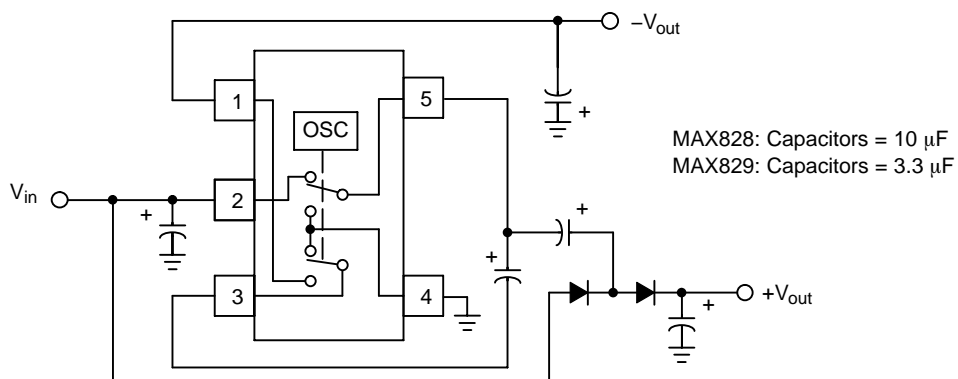 −Vout
1
5
+
OSC
MAX828: Capacitors = 10 μF
MAX829: Capacitors = 3.3 μF
Vin
2
+
+
+
3
4
+Vout
+